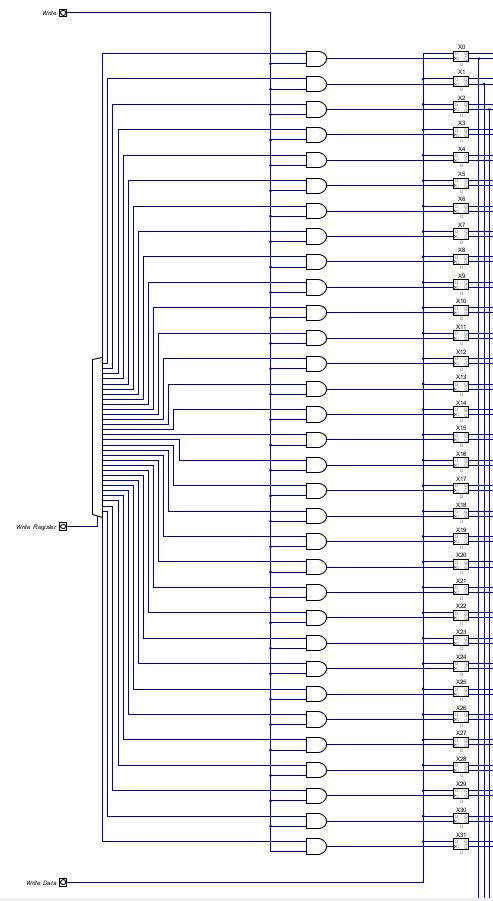 Write
X0
X1
X2
X3
X4
X5
X6
X7
X8
X9
X10
X11
X12
X13
X14
X15
X16
X17
X18
X19
X20
X21
X22
X23
X24
X25
X26
X27
X28
X29
X30
X31
Write Register
Write Data